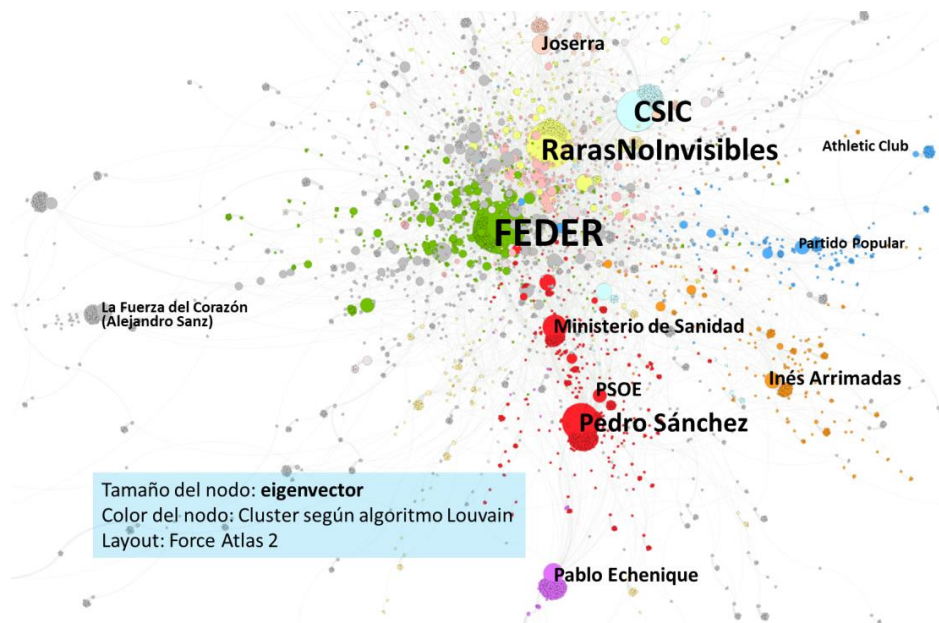 Joserra
CSIC
RarasNoInvisibles
Athletic Club
FEDER
Partido Popular
La Fuerza del Corazón
(Alejandro Sanz)
Ministerio de Sanidad
Inés Arrimadas
PSOE
Pedro Sánchez
Tamaño del nodo: eigenvector
Color del nodo: Cluster según algoritmo Louvain
Layout: Force Atlas 2
Pablo Echenique